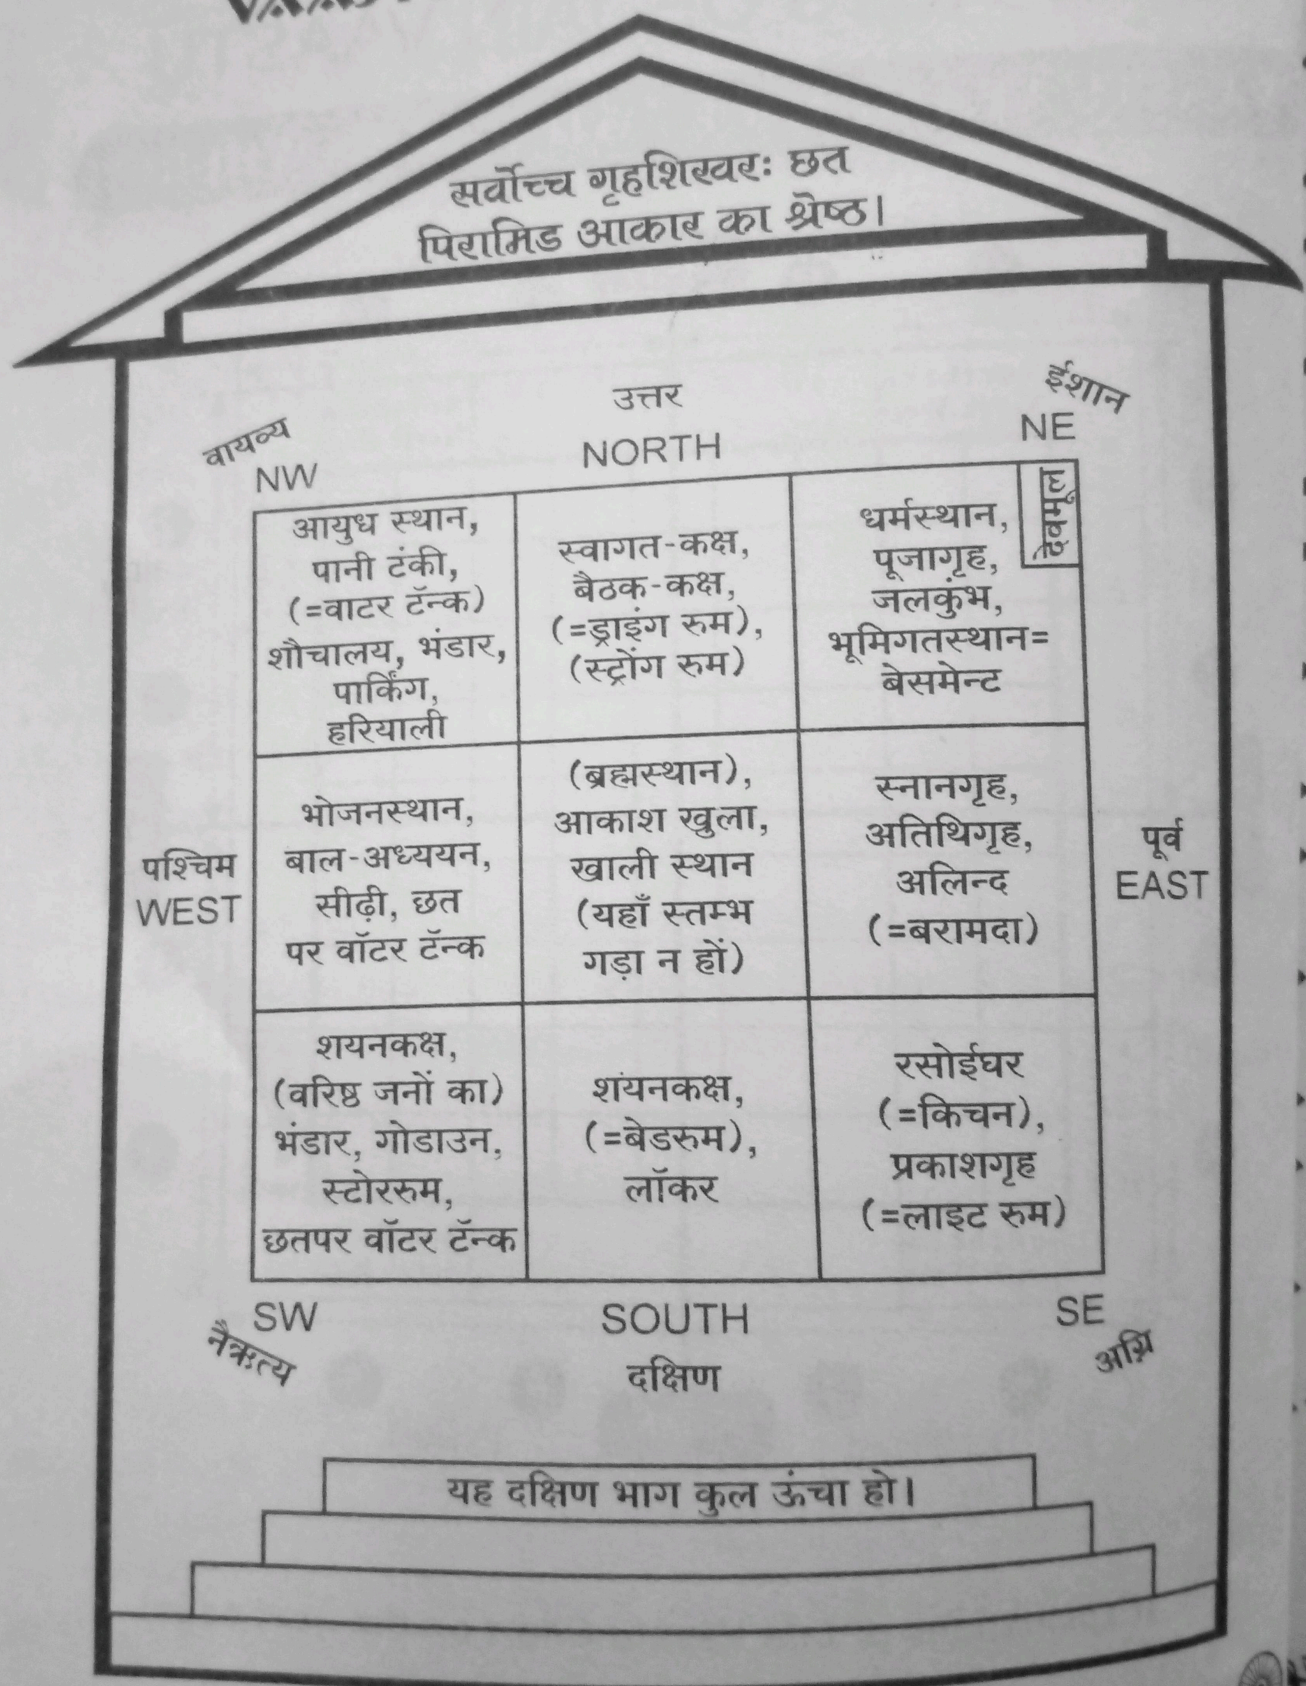 सर्वोच्च गृहशिखरः छत
पिरामिड आकार का श्रेष्ठ।
वायव्य
NW
उत्तर
NORTH
ईशान
NE
आयुध स्थान,
पानी टंकी,
(=वाटर टॅन्क)
शौचालय, भंडार,
पार्किंग,
हरियाली
स्वागत-कक्ष,
बैठक-कक्ष,
(=ड्राइंग रुम),
(स्ट्रोंग रुम)
धर्मस्थान,
पूजागृह,
जलकुंभ,
भूमिगतस्थान=
बेसमेन्ट
देवमूल
पश्चिम
WEST
भोजनस्थान,
बाल-अध्ययन,
सीढ़ी, छत
पर वॉटर टॅन्क
(ब्रह्मस्थान),
आकाश खुला,
खाली स्थान
(यहाँ स्तम्भ
गड़ा न हों)
स्नानगृह,
अतिथिगृह,
अलिन्द
(=बरामदा)
पूर्व
EAST
शयनकक्ष,
(वरिष्ठ जनों का)
भंडार, गोडाउन,
स्टोररुम,
छतपर वॉटर टॅन्क
शयनकक्ष,
(=बेडरुम),
लॉकर
रसोईघर
(=किचन),
प्रकाशगृह
(=लाइट रुम)
SW
नैऋत्य
SOUTH
दक्षिण
SE
अग्नि
यह दक्षिण भाग कुल ऊंचा हो।